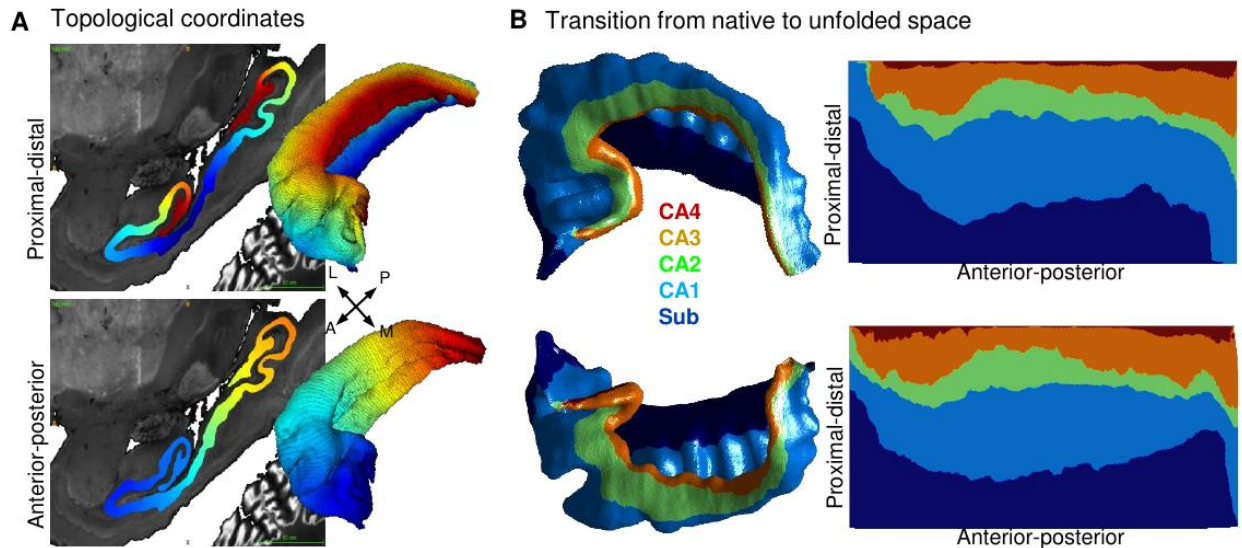 A Topological coordinates
Proximal-distal
L
P
A
M
Anterior-posterior
B Transition from native to unfolded space
CA4
CA3
CA2
CA1
Sub
Proximal-distal
Anterior-posterior
Proximal-distal
Anterior-posterior